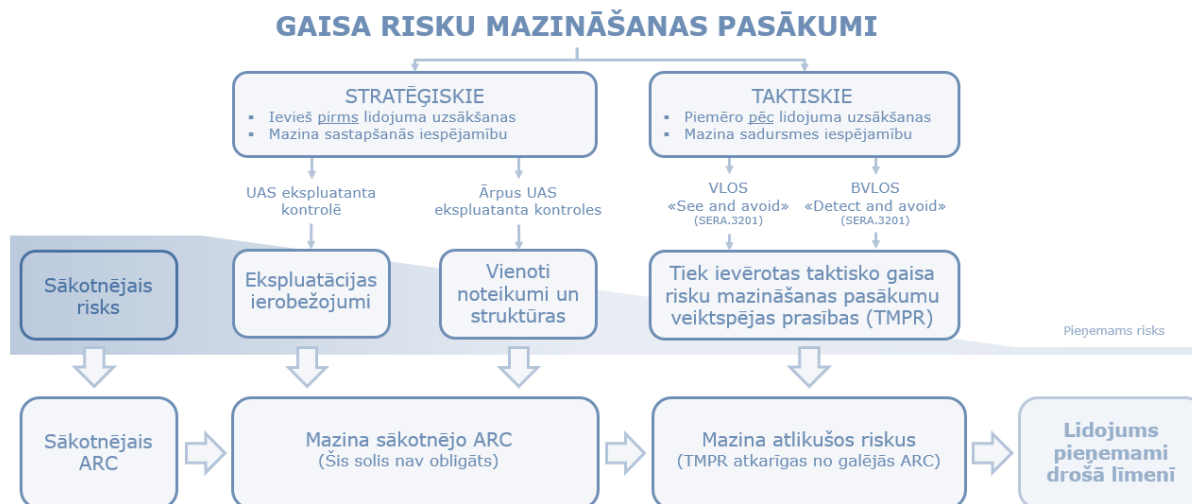 GAISA RISKU MAZINĀŠANAS PASĀKUMI
STRATĒĢISKIE
▪ Ievieš pirms lidojuma uzsākšanas
▪ Mazina sastapšanās iespējamību
TAKTISKIE
▪ Piemēro pēc lidojuma uzsākšanas
▪ Mazina sadursmes iespējamību
UAS ekspluatanta
kontrolē
Ārpus UAS
ekspluatanta kontroles
VLOS
«See and avoid»
(SERA.3201)
BVLOS
«Detect and avoid»
(SERA.3201)
Sākotnējais
risks
Ekspluatācijas
ierobežojumi
Vienoti
noteikumi un
struktūras
Tiek ievērotas taktisko gaisa
risku mazināšanas pasākumu
veiktspējas prasības (TMPR)
Pieņemams risks
Sākotnējais
ARC
Mazina sākotnējo ARC
(Šis solis nav obligāts)
Mazina atlikušos riskus
(TMPR atkarīgas no galējās ARC)
Lidojums
pieņemami
drošā līmenī